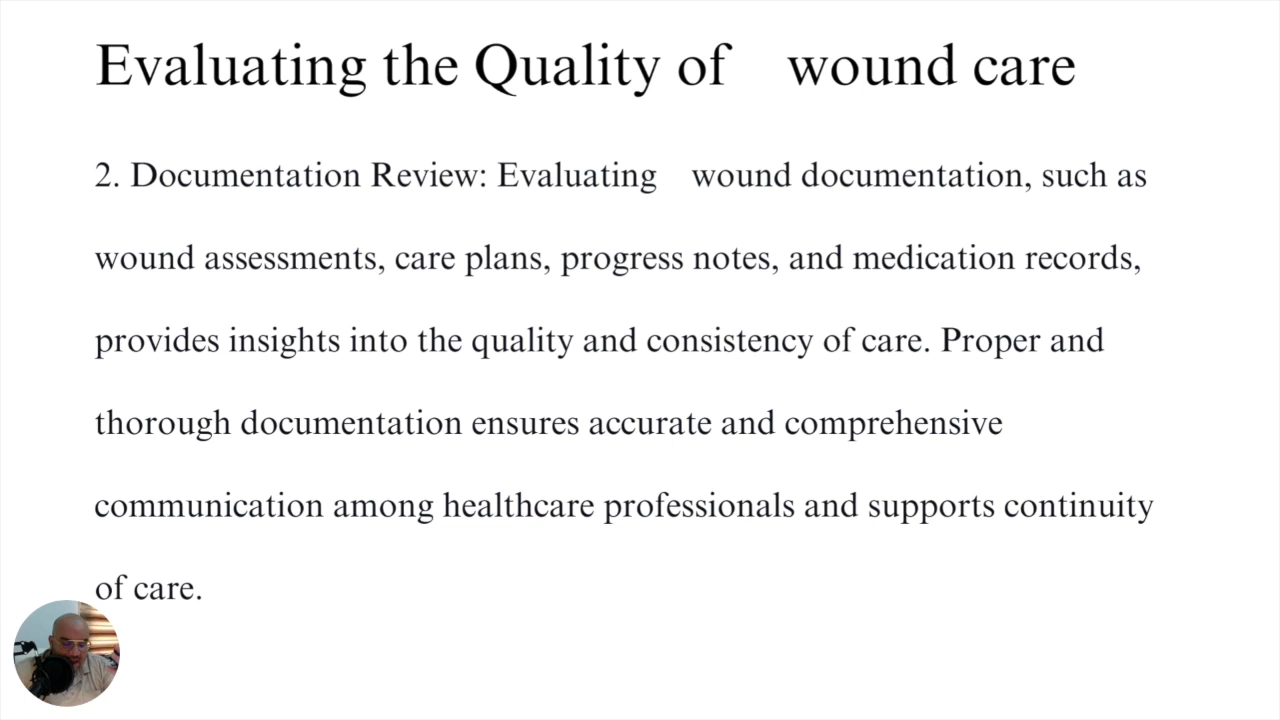 Evaluating the Quality of wound care
2. Documentation Review: Evaluating wound documentation, such as
wound assessments, care plans, progress notes, and medication records,
provides insights into the quality and consistency of care. Proper and
thorough documentation ensures accurate and comprehensive
communication among healthcare professionals and supports continuity
of care.